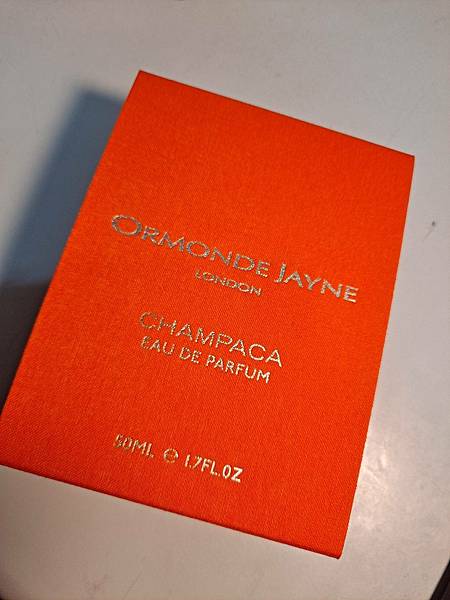 ORMONDE JAYNE
LONDON
CHAMPACA
EAU DE PARFUM
50ML ℮ 1.7FL.OZ